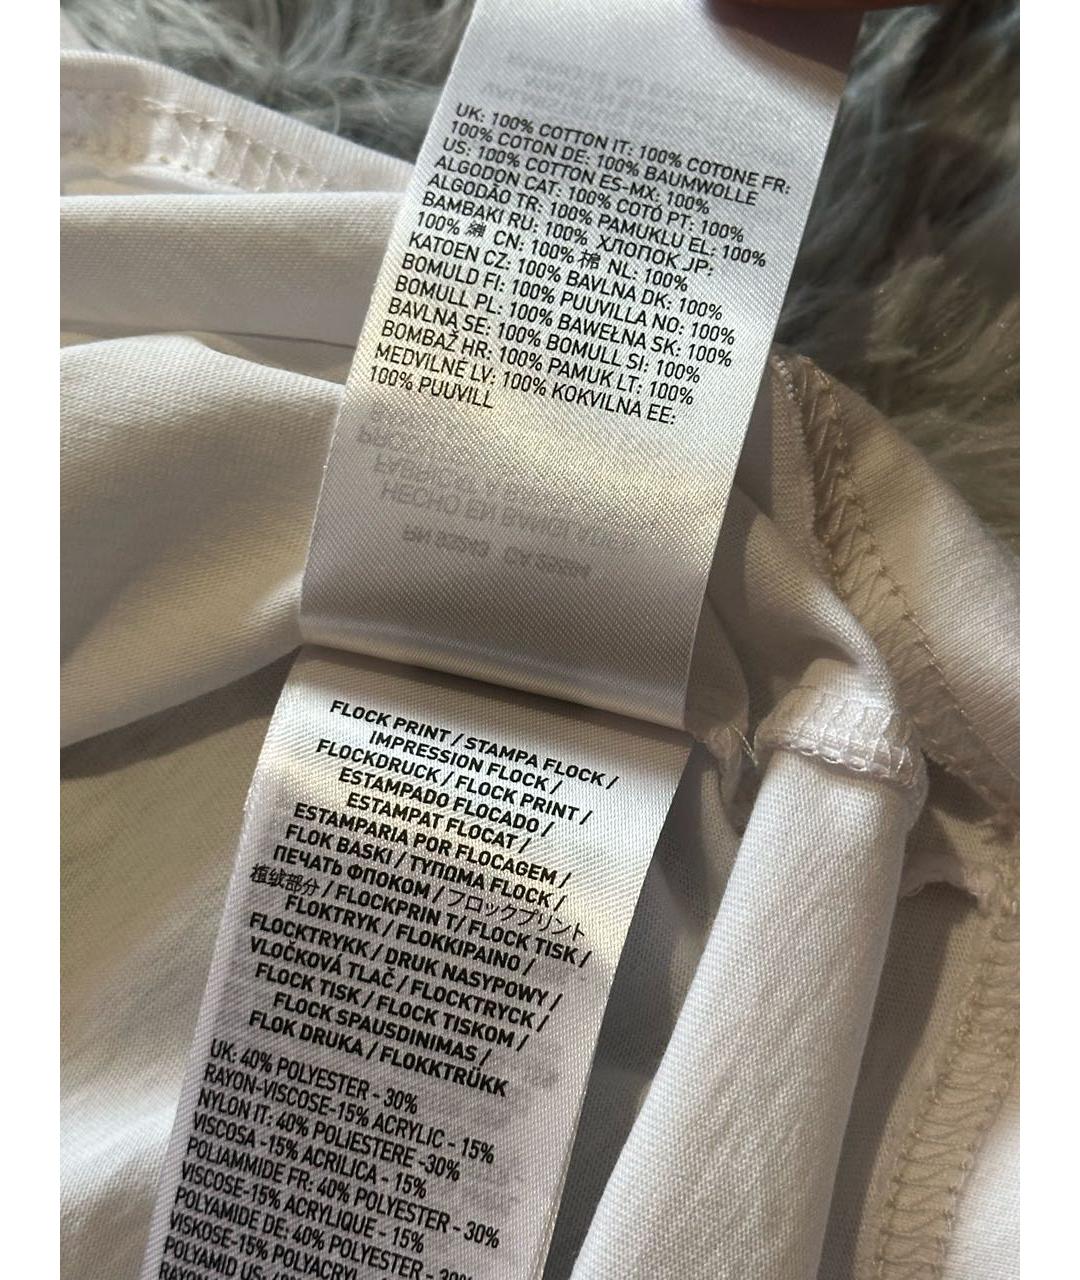 UK: 100% COTTON IT: 100% COTONE FR:
100% COTON DE: 100% BAUMWOLLE
US: 100% COTTON ES-MX: 100%
ALGODON CAT: 100% COTÓ PT: 100%
ALGODÃO TR: 100% PAMUKLU EL: 100%
BAMBAKI RU: 100% ХЛОПОК JP:
100% 綿 CN: 100% 棉 NL: 100%
KATOEN CZ: 100% BAVLNA DK: 100%
BOMULD FI: 100% PUUVILLA NO: 100%
BOMULL PL: 100% BAWEŁNA SK: 100%
BAVLNA SE: 100% BOMULL SI: 100%
BOMBAŽ HR: 100% PAMUK LT: 100%
MEDVILNĖ LV: 100% KOKVILNA EE:
100% PUUVILL
HECHO EN BANGLADES
FLOCK PRINT / STAMPA FLOCK /
IMPRESSION FLOCK /
FLOCKDRUCK / FLOCK PRINT /
ESTAMPADO FLOCADO /
ESTAMPAT FLOCAT /
ESTAMPARIA POR FLOCAGEM /
FLOK BASKI / ΤΥΠΩΜΑ FLOCK /
ПЕЧАТЬ ФПОКОМ / フロックプリント
植绒部分 / FLOCKPRIN T/ FLOCK TISK /
FLOKTRYK / FLOKKIPAINO /
FLOCKTRYKK / DRUK NASYPOWY /
VLOČKOVÁ TLAČ / FLOCKTRYCK /
FLOCK TISK / FLOCK TISKOM /
FLOCK SPAUSDINIMAS /
FLOK DRUKA / FLOKKTRÜKK
UK: 40% POLYESTER - 30%
RAYON-VISCOSE-15% ACRYLIC - 15%
NYLON IT: 40% POLIESTERE -30%
VISCOSA -15% ACRILICA - 15%
POLIAMMIDE FR: 40% POLYESTER - 30%
VISCOSE-15% ACRYLIQUE - 15%
POLYAMIDE DE: 40% POLYESTER - 30%
VISKOSE-15% POLYACRYL - 15%
POLYAMID US: